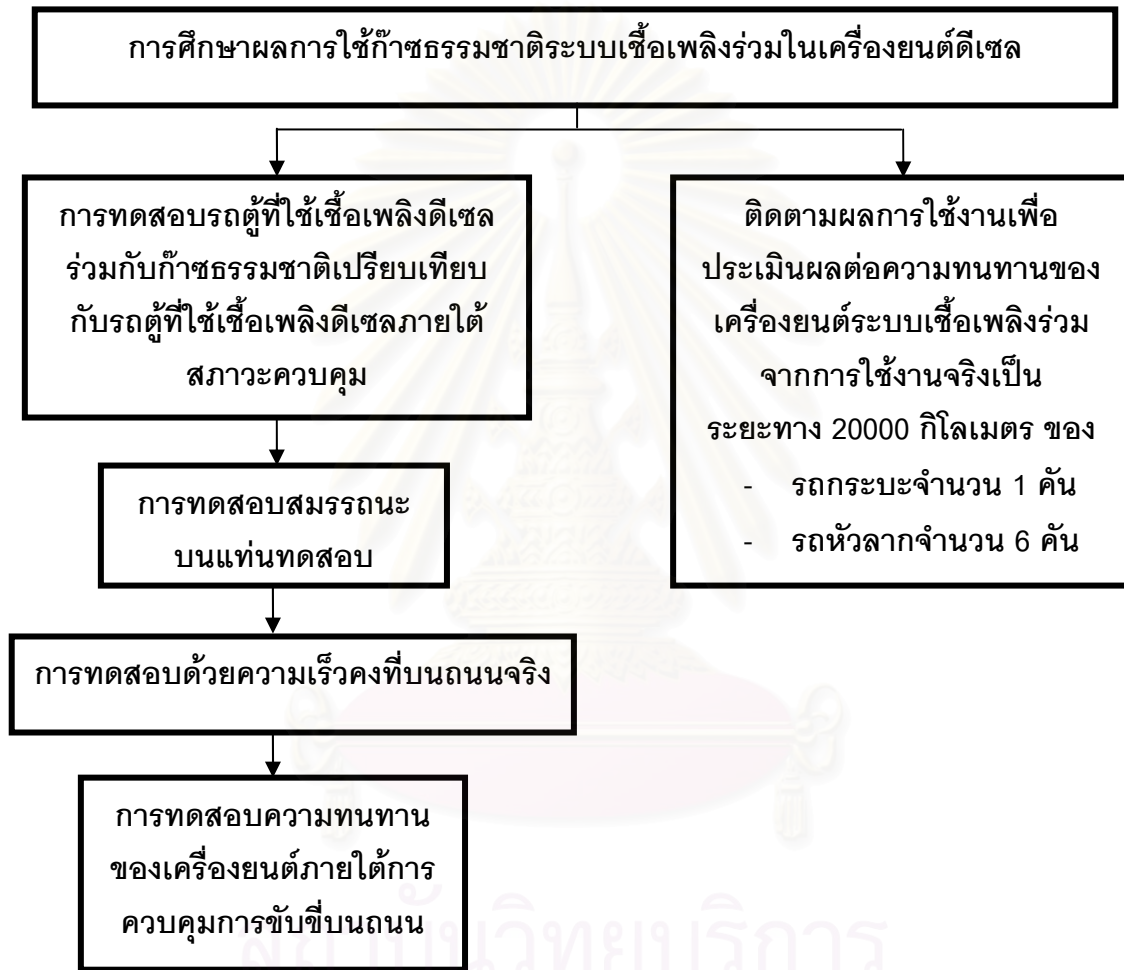 การศึกษาผลการใช้ก๊าซธรรมชาติระบบเชื้อเพลิงร่วมในเครื่องยนต์ดีเซล
การทดสอบรถตู้ที่ใช้เชื้อเพลิงดีเซล
ร่วมกับก๊าซธรรมชาติเปรียบเทียบ
กับรถตู้ที่ใช้เชื้อเพลิงดีเซลภายใต้
สภาวะควบคุม
การทดสอบสมรรถนะ
บนแท่นทดสอบ
การทดสอบด้วยความเร็วคงที่บนถนนจริง
การทดสอบความทนทาน
ของเครื่องยนต์ภายใต้การ
ควบคุมการขับขี่บนถนน
ติดตามผลการใช้งานเพื่อ
ประเมินผลต่อความทนทานของ
เครื่องยนต์ระบบเชื้อเพลิงร่วม
จากการใช้งานจริงเป็น
ระยะทาง 20000 กิโลเมตร ของ
- รถกระบะจำนวน 1 คัน
- รถหัวลากจำนวน 6 คัน
สถาบันวิทยบริการ